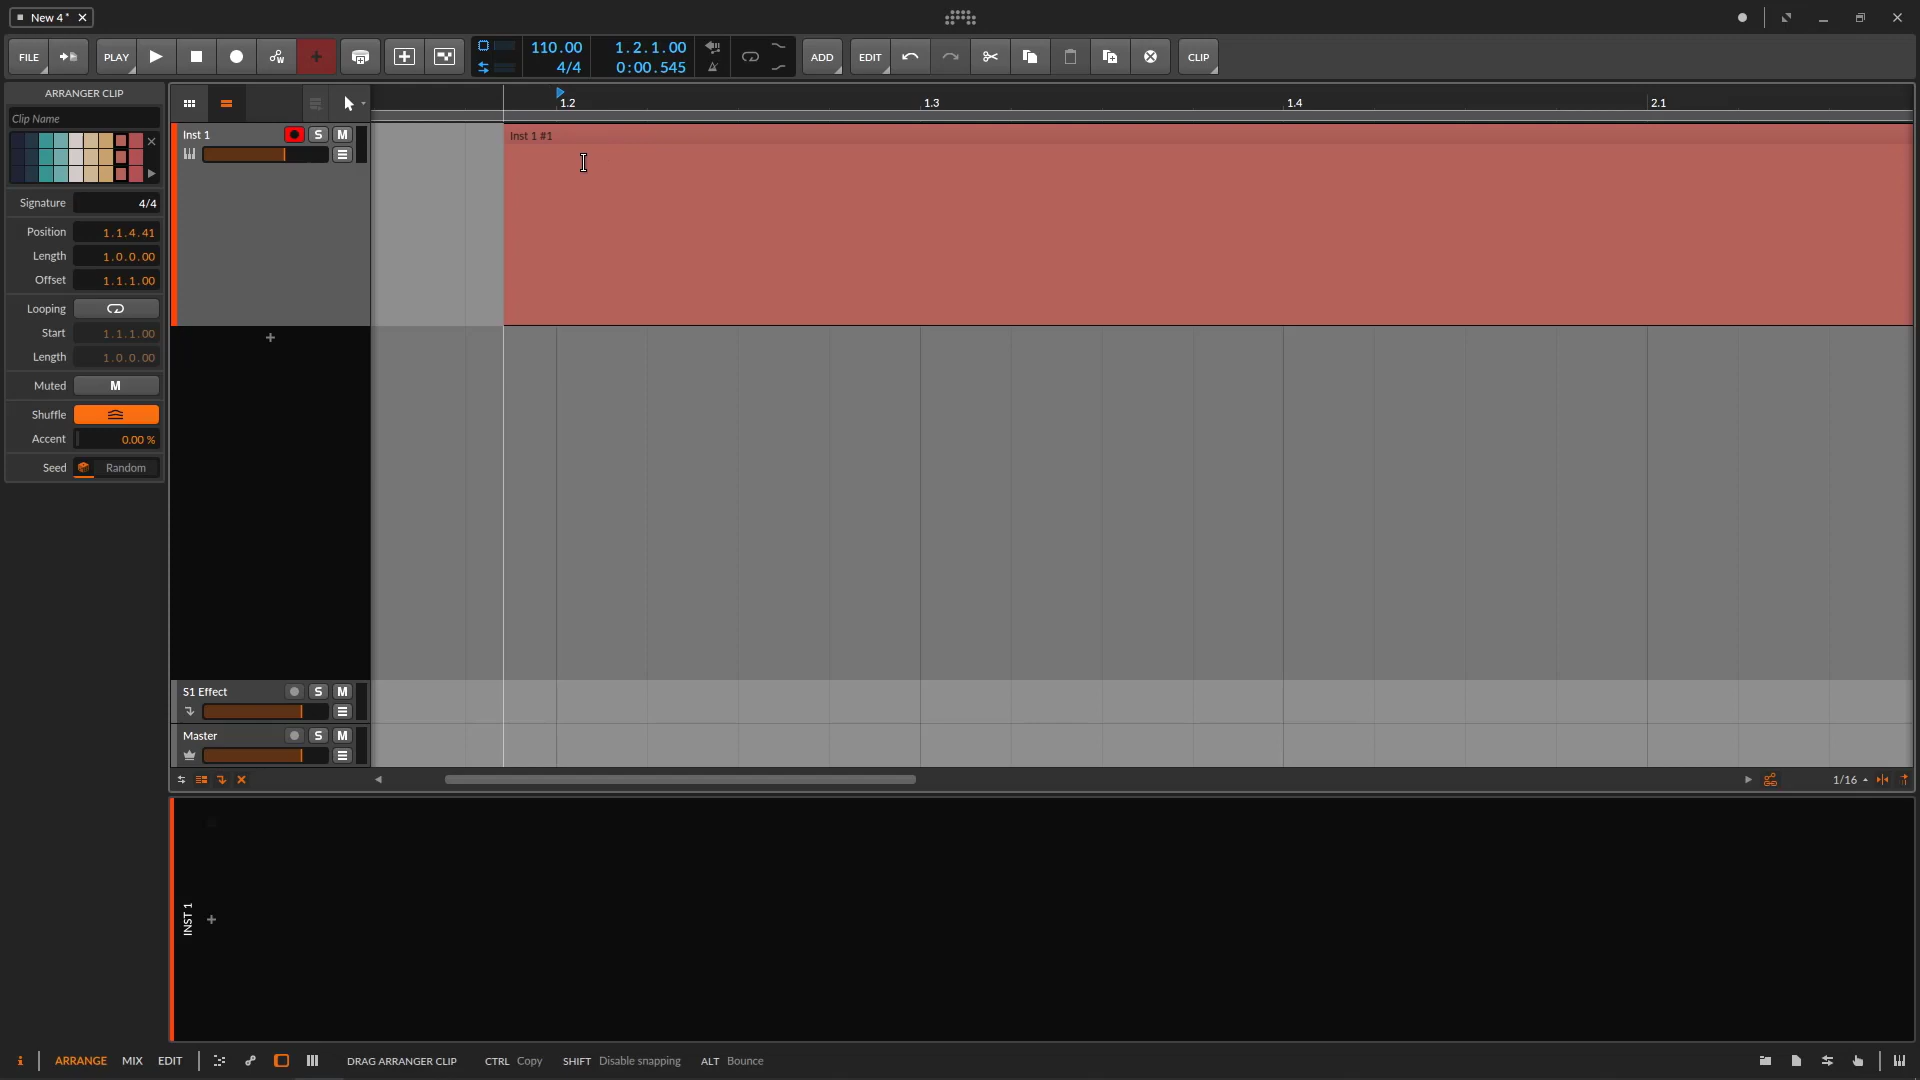 New 4 *
FILE
PLAY
110.00
4/4
1.2.1.00
0:00.545
ADD
EDIT
CLIP
ARRANGER CLIP
Clip Name
Signature 4/4
Position 1.1.4.41
Length 1.0.0.00
Offset 1.1.1.00
Looping
Start 1.1.1.00
Length 1.0.0.00
Muted M
Shuffle
Accent 0.00 %
Seed Random
1.2
1.3
1.4
2.1
Inst 1 S M
Inst 1 #1
S1 Effect S M
Master S M
1/16
INST 1
i ARRANGE MIX EDIT DRAG ARRANGER CLIP CTRL Copy SHIFT Disable snapping ALT Bounce